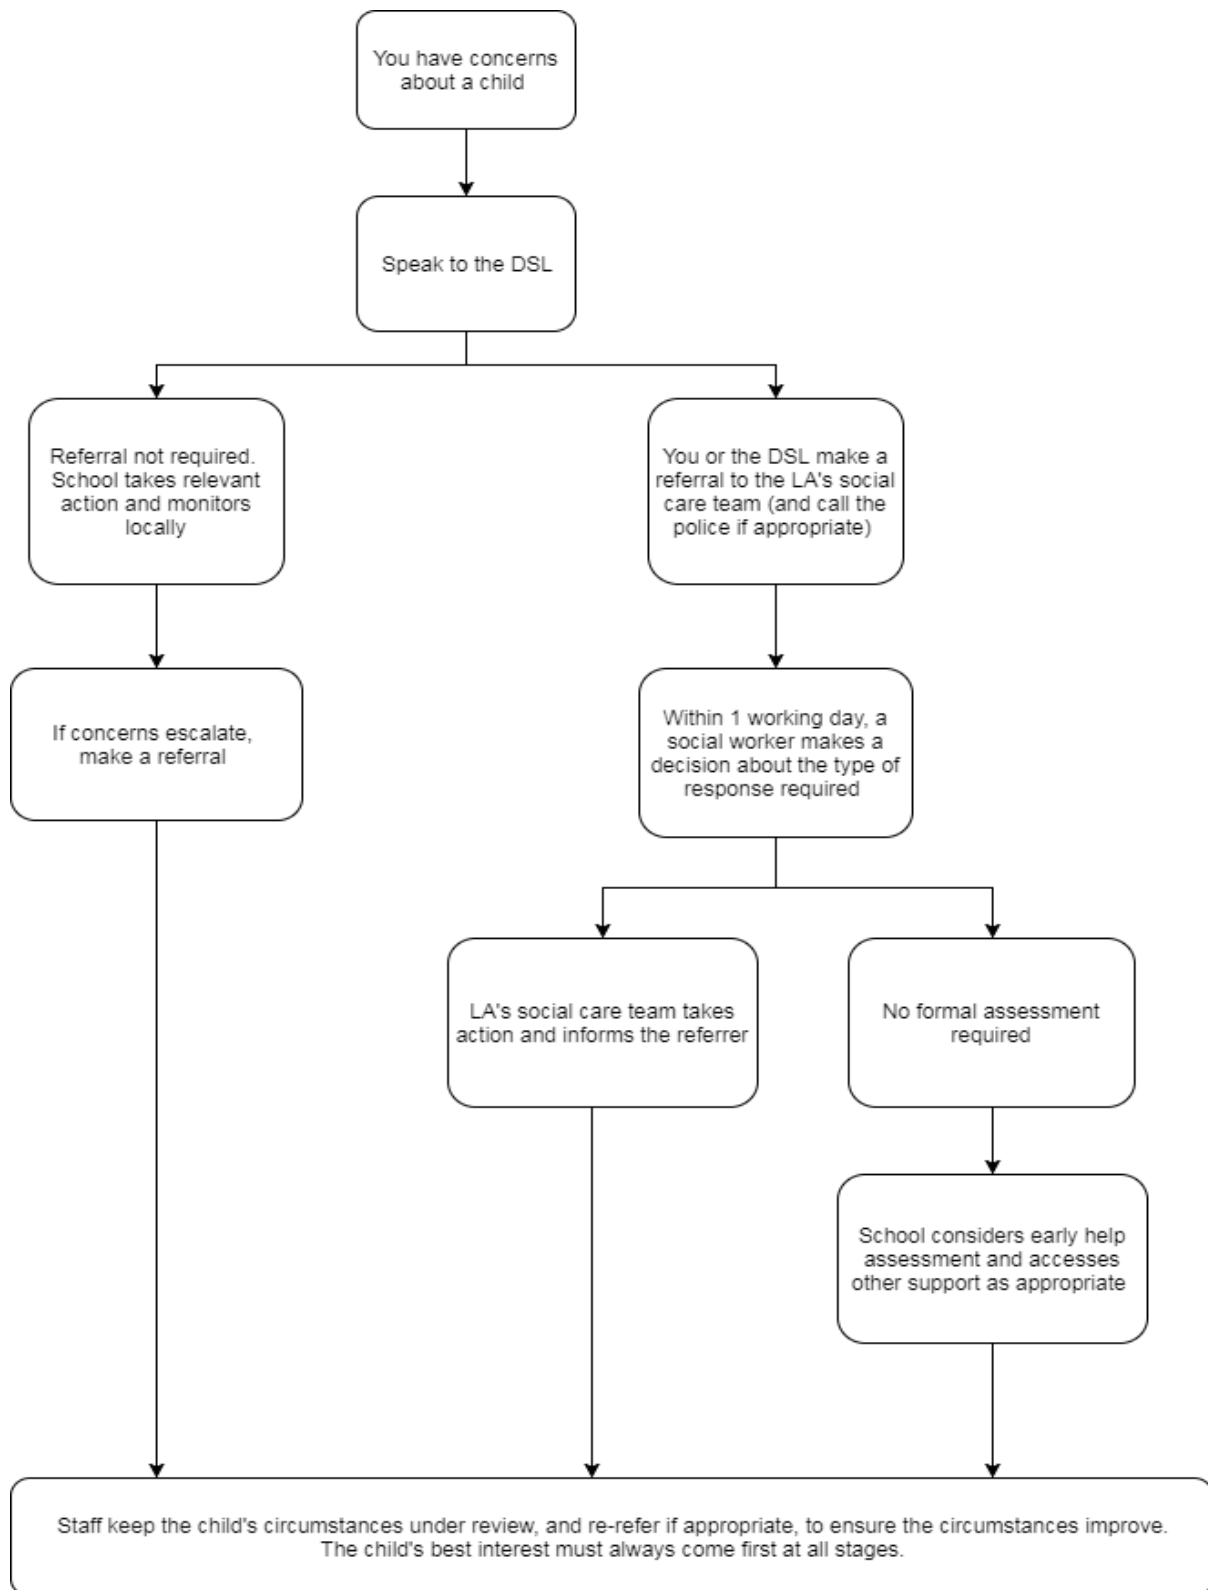 You have concerns
about a child
Speak to the DSL
Referral not required.
School takes relevant
action and monitors
locally
You or the DSL make a
referral to the LA's social
care team (and call the
police if appropriate)
If concerns escalate,
make a referral
Within 1 working day, a
social worker makes a
decision about the type of
response required
LA's social care team takes
action and informs the referrer
No formal assessment
required
School considers early help
assessment and accesses
other support as appropriate
Staff keep the child's circumstances under review, and re-refer if appropriate, to ensure the circumstances improve.
The child's best interest must always come first at all stages.